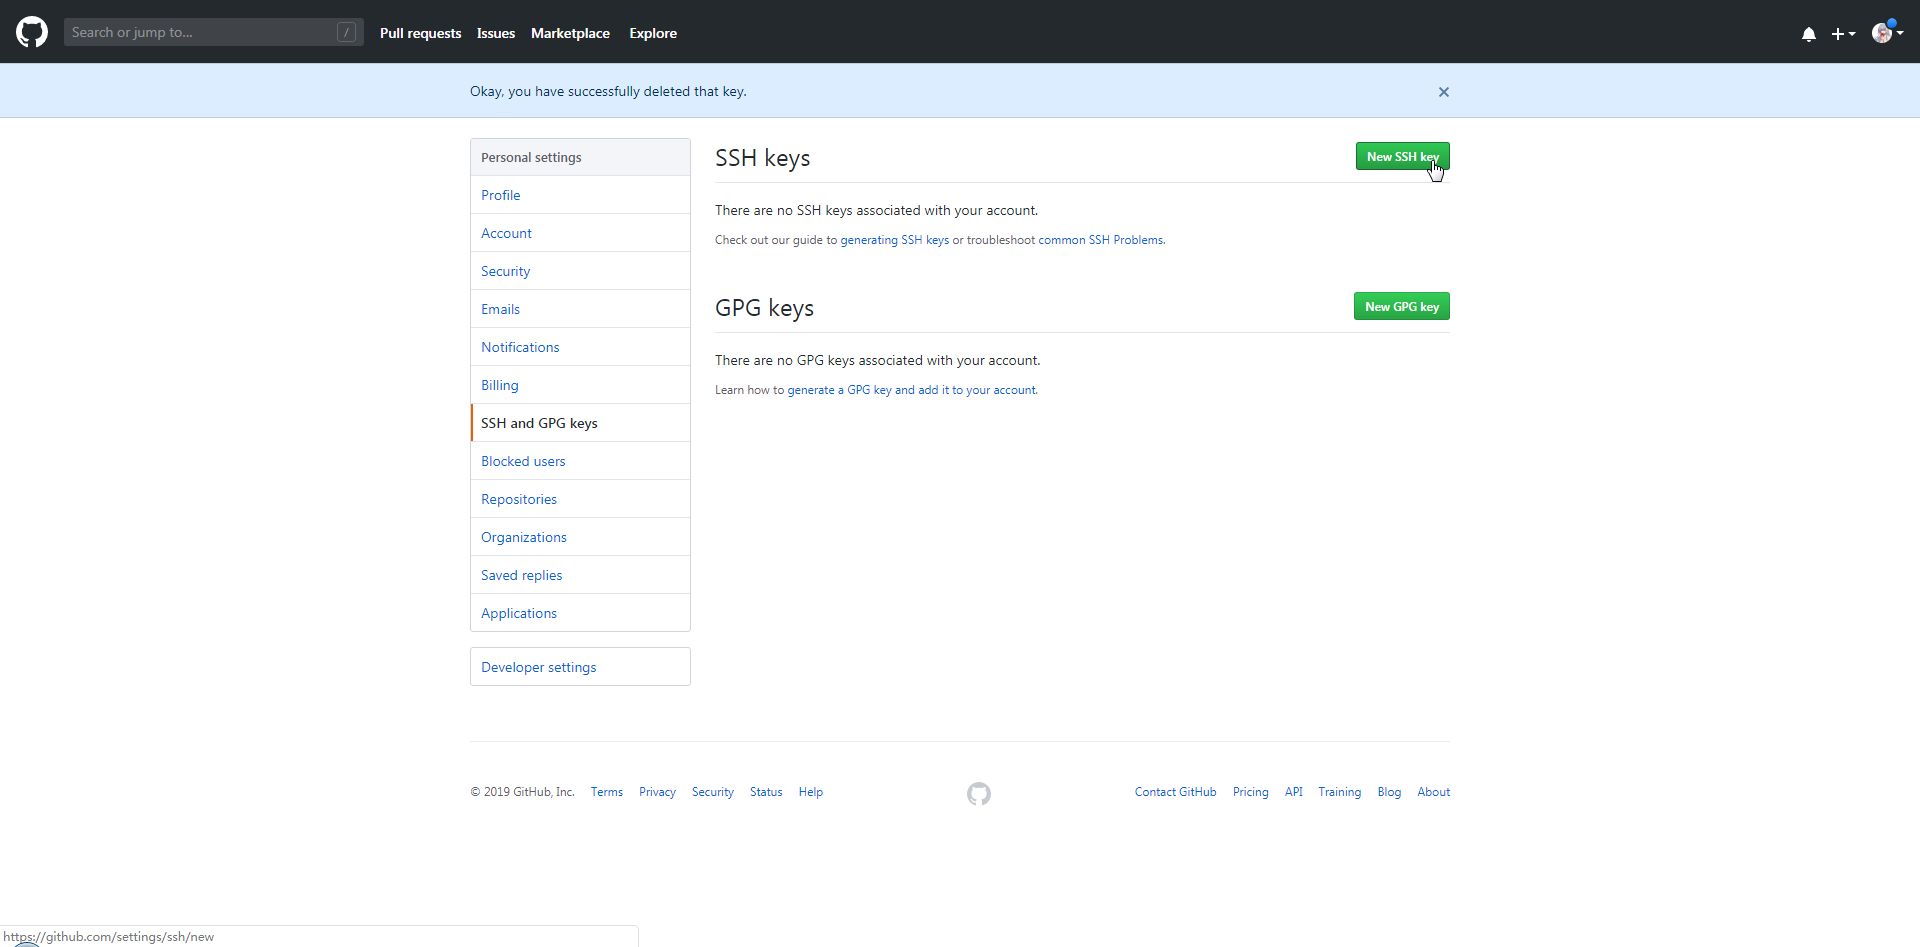 Search or jump to... /
Pull requests Issues Marketplace Explore
Okay, you have successfully deleted that key.
Personal settings
Profile
Account
Security
Emails
Notifications
Billing
SSH and GPG keys
Blocked users
Repositories
Organizations
Saved replies
Applications
Developer settings
SSH keys
New SSH key
There are no SSH keys associated with your account.
Check out our guide to generating SSH keys or troubleshoot common SSH Problems.
GPG keys
New GPG key
There are no GPG keys associated with your account.
Learn how to generate a GPG key and add it to your account.
© 2019 GitHub, Inc. Terms Privacy Security Status Help
Contact GitHub Pricing API Training Blog About
https://github.com/settings/ssh/new